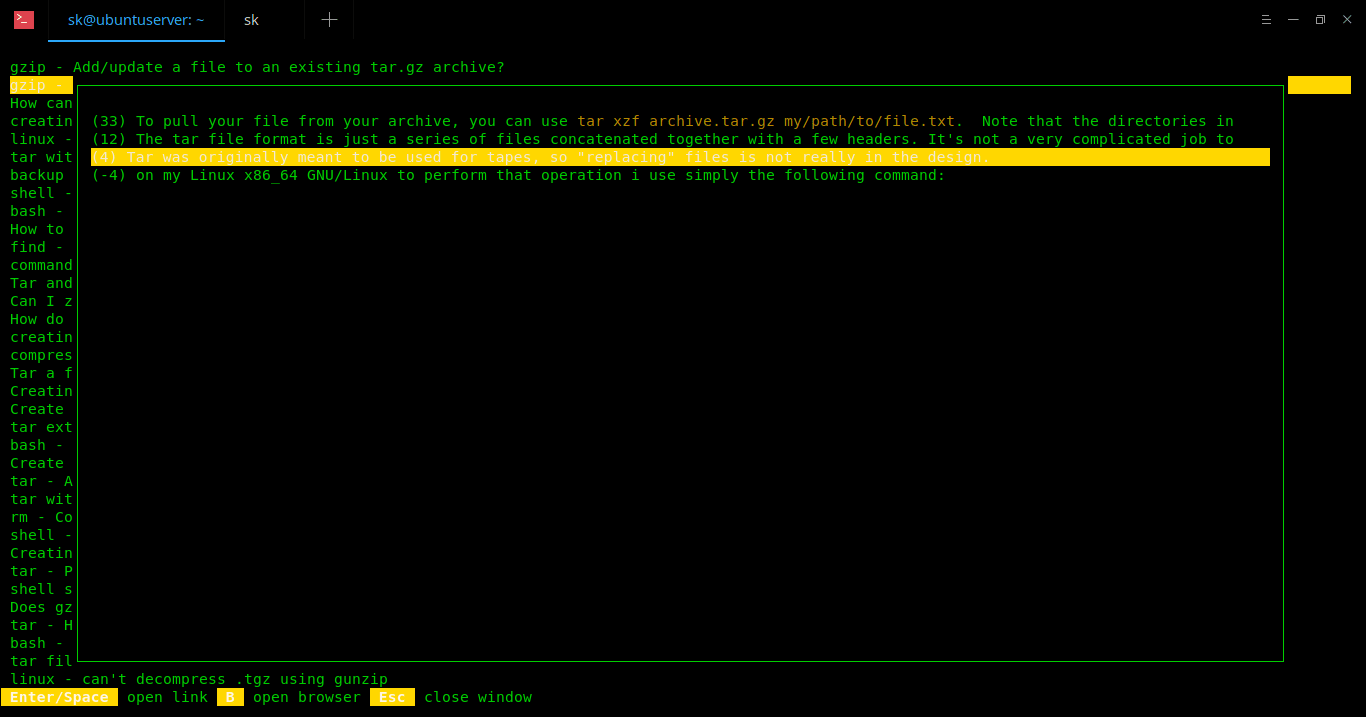 sk@ubuntuserver: ~ sk
gzip - Add/update a file to an existing tar.gz archive?
gzip -
How can
creatin (33) To pull your file from your archive, you can use tar xzf archive.tar.gz my/path/to/file.txt.  Note that the directories in
linux - (12) The tar file format is just a series of files concatenated together with a few headers. It's not a very complicated job to
tar wit (4) Tar was originally meant to be used for tapes, so "replacing" files is not really in the design.
backup (-4) on my Linux x86_64 GNU/Linux to perform that operation i use simply the following command:
shell -
bash -
How to
find -
command
Tar and
Can I z
How do
creatin
compres
Tar a f
Creatin
Create
tar ext
bash -
Create
tar - A
tar wit
rm - Co
shell -
Creatin
tar - P
shell s
Does gz
tar - H
bash -
tar fil
linux - can't decompress .tgz using gunzip
Enter/Space open link B open browser Esc close window